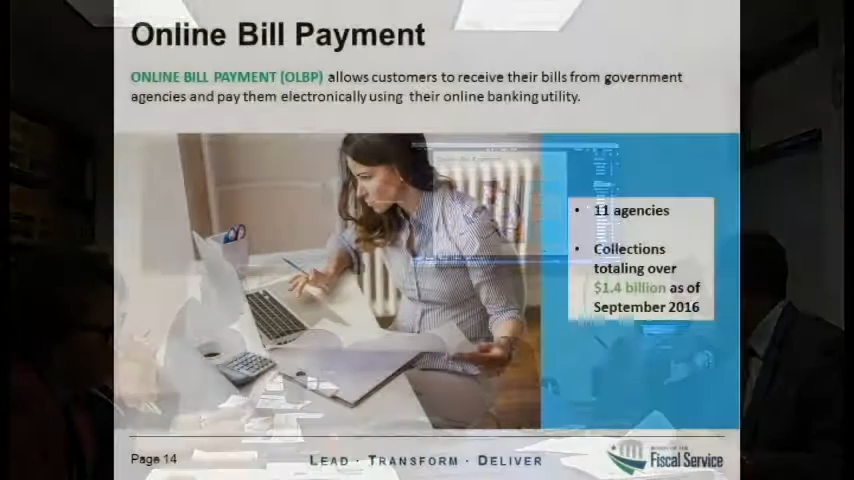 Online Bill Payment
ONLINE BILL PAYMENT (OLBP) allows customers to receive their bills from government
agencies and pay them electronically using their online banking utility.
• 11 agencies
• Collections
totaling over
$1.4 billion as of
September 2016
Page 14
LEAD · TRANSFORM · DELIVER
Fiscal Service